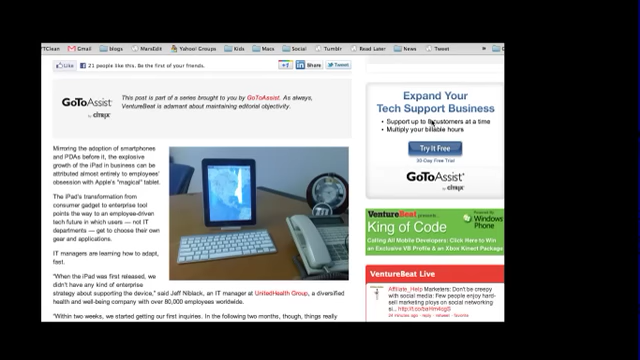 Gmail blogs MarsEdit Yahoo! Groups Kids Macs Social Tumblr Read Later News Tweet
Like 21 people like this. Be the first of your friends.
Share Tweet
GoToAssist
by citrix
This post is part of a series brought to you by GoToAssist. As always,
VentureBeat is adamant about maintaining editorial objectivity.
Mirroring the adoption of smartphones
and PDAs before it, the explosive
growth of the iPad in business can be
attributed almost entirely to employees'
obsession with Apple's "magical" tablet.
The iPad's transformation from
consumer gadget to enterprise tool
points the way to an employee-driven
tech future in which users — not IT
departments — get to choose their own
gear and applications.
IT managers are learning how to adapt,
fast.
"When the iPad was first released, we
didn't have any kind of enterprise
strategy about supporting the device," said Jeff Niblack, an IT manager at UnitedHealth Group, a diversified
health and well-being company with over 80,000 employees worldwide.
"Within two weeks, we started getting our first inquiries. In the following two months, though, things really
Expand Your
Tech Support Business
• Support up to 8 customers at a time
• Multiply your billable hours
Try It Free
30-Day Free Trial
GoToAssist
by citrix
VentureBeat presents...
King of Code
Powered By
Windows
Phone
Calling All Mobile Developers: Click Here to Win
an Exclusive VB Profile & an Xbox Kinect Package
VentureBeat Live
Affiliate_Help Marketers: Don't be
creepy with social media: Few people enjoy hard-
sell marketing ploys on social networking
24 minutes ago · reply · retweet · favorite